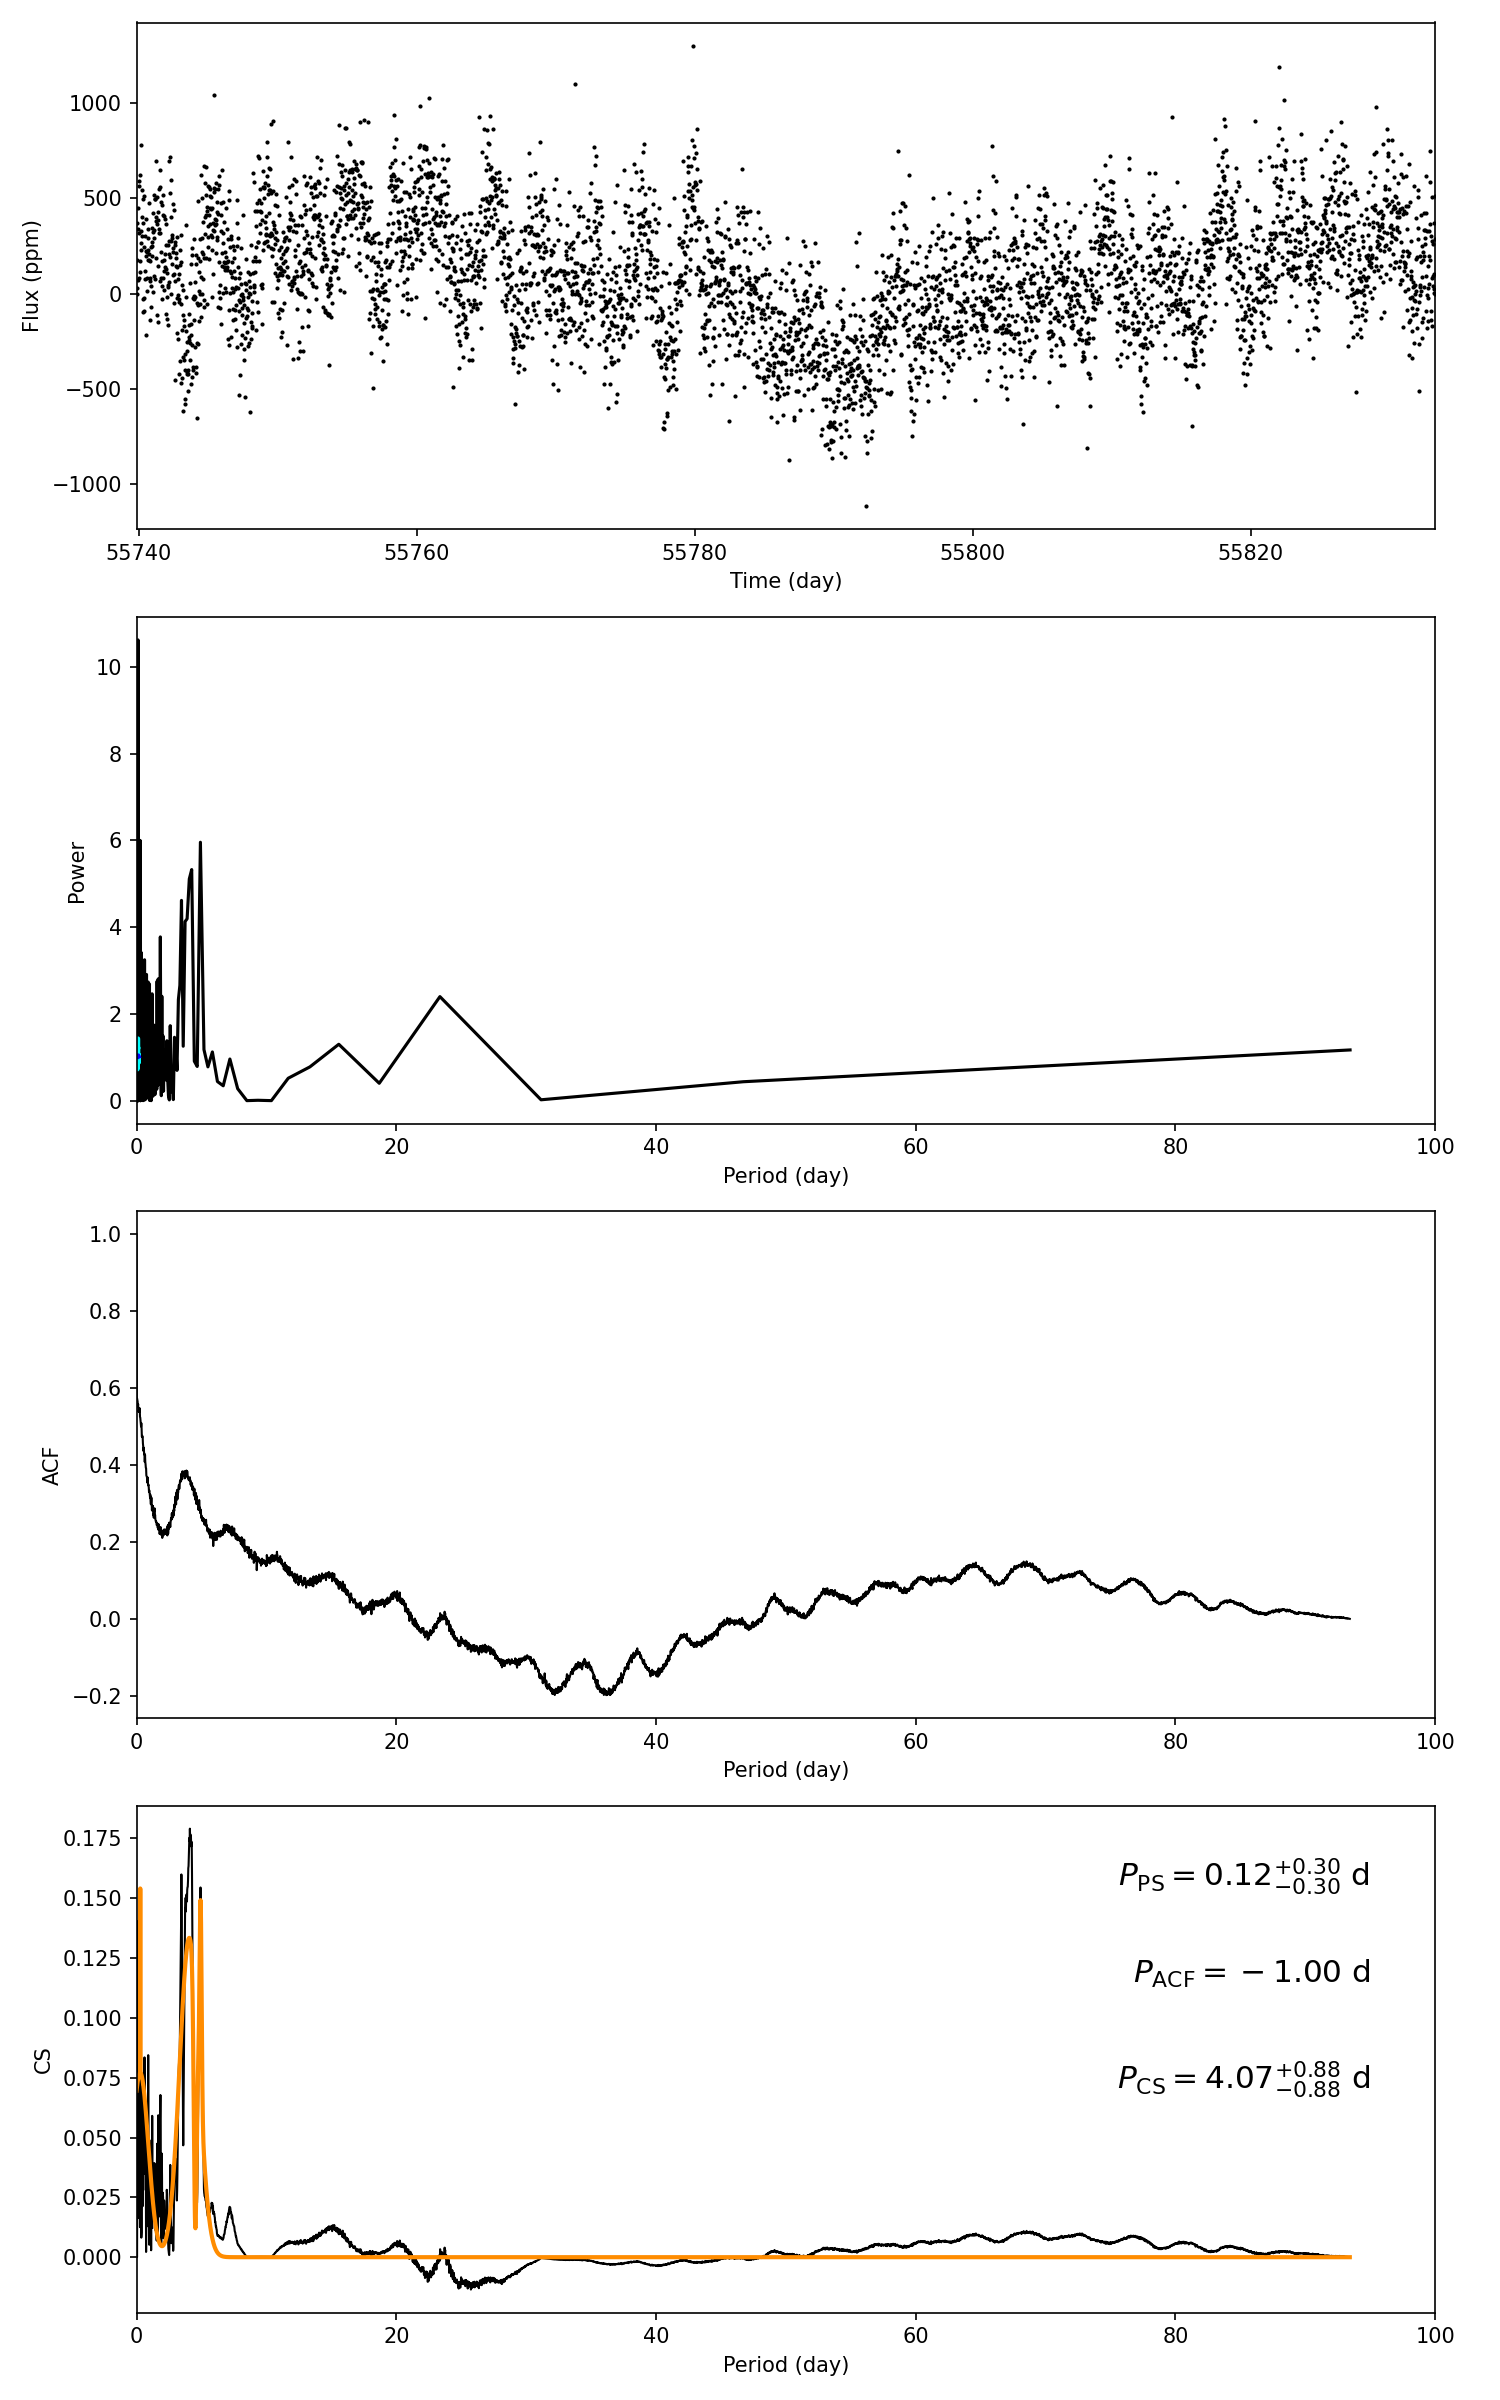 1000
500
0
−500
−1000
Flux (ppm)
55740 55760 55780 55800 55820
Time (day)
10
8
6
4
2
0
Power
0 20 40 60 80 100
Period (day)
1.0
0.8
0.6
0.4
0.2
0.0
−0.2
ACF
0 20 40 60 80 100
Period (day)
0.175
0.150
0.125
0.100
0.075
0.050
0.025
0.000
CS
P_PS = 0.12^{+0.30}_{−0.30} d
P_ACF = −1.00 d
P_CS = 4.07^{+0.88}_{−0.88} d
0 20 40 60 80 100
Period (day)